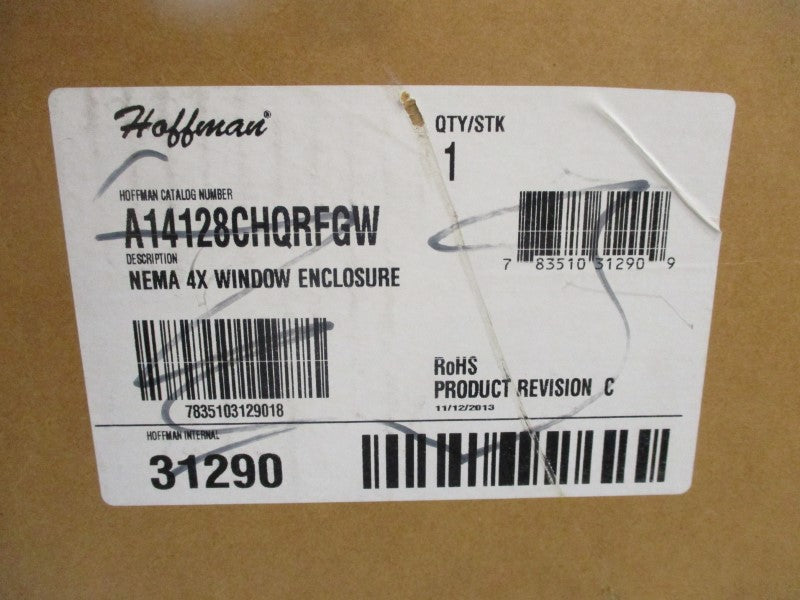 Hoffman®
QTY/STK
1
HOFFMAN CATALOG NUMBER
A14128CHQRFGW
DESCRIPTION
NEMA 4X WINDOW ENCLOSURE
7 83510 31290 9
7835103129018
RoHS
PRODUCT REVISION C
11/12/2013
HOFFMAN INTERNAL
31290